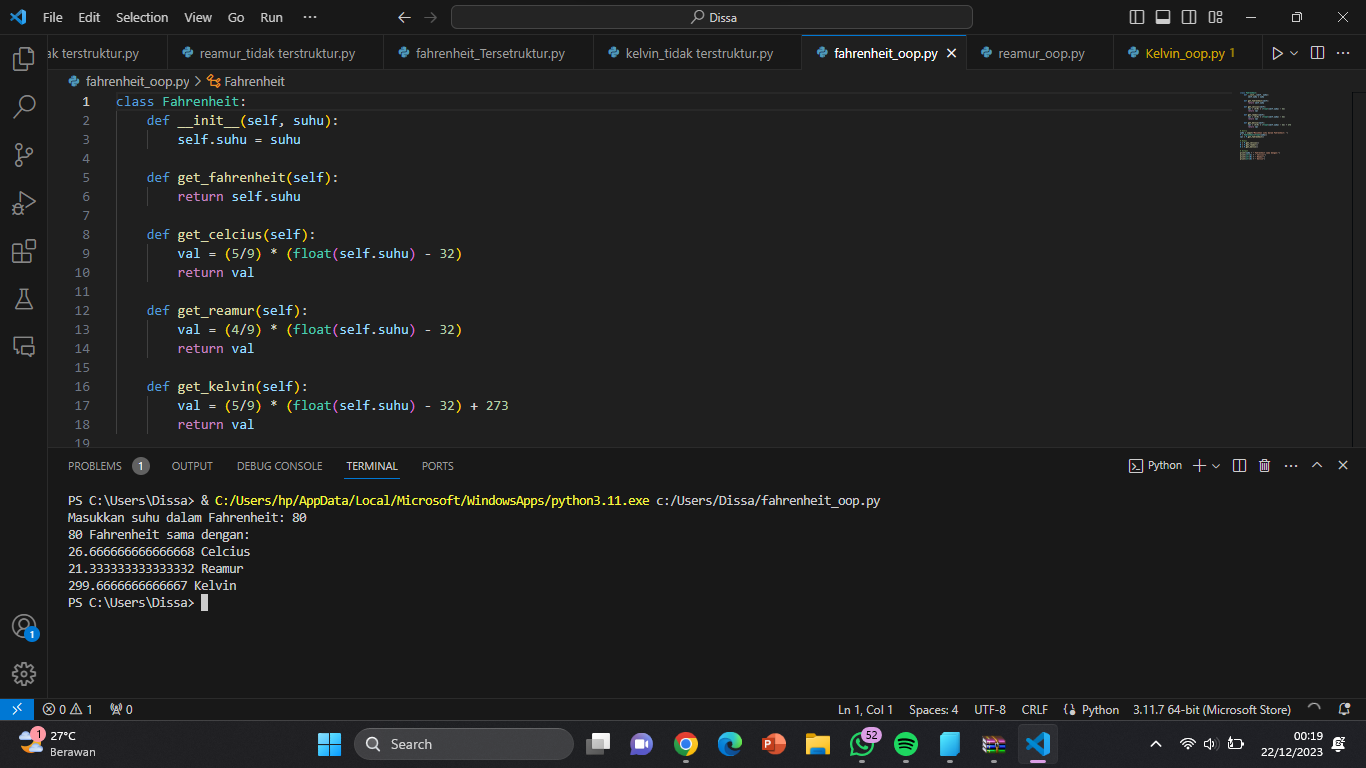 File Edit Selection View Go Run ··· Dissa
ak terstruktur.py reamur_tidak terstruktur.py fahrenheit_Tersetruktur.py kelvin_tidak terstruktur.py fahrenheit_oop.py reamur_oop.py Kelvin_oop.py 1
fahrenheit_oop.py > Fahrenheit
1 class Fahrenheit:
2 def __init__(self, suhu):
3 self.suhu = suhu
4
5 def get_fahrenheit(self):
6 return self.suhu
7
8 def get_celcius(self):
9 val = (5/9) * (float(self.suhu) - 32)
10 return val
11
12 def get_reamur(self):
13 val = (4/9) * (float(self.suhu) - 32)
14 return val
15
16 def get_kelvin(self):
17 val = (5/9) * (float(self.suhu) - 32) + 273
18 return val
19
PROBLEMS 1 OUTPUT DEBUG CONSOLE TERMINAL PORTS Python
PS C:\Users\Dissa> & C:/Users/hp/AppData/Local/Microsoft/WindowsApps/python3.11.exe c:/Users/Dissa/fahrenheit_oop.py
Masukkan suhu dalam Fahrenheit: 80
80 Fahrenheit sama dengan:
26.666666666666668 Celcius
21.333333333333332 Reamur
299.6666666666667 Kelvin
PS C:\Users\Dissa>
1
0 1 0 Ln 1, Col 1 Spaces: 4 UTF-8 CRLF Python 3.11.7 64-bit (Microsoft Store)
1 27°C
Berawan
Search
52
00:19
22/12/2023